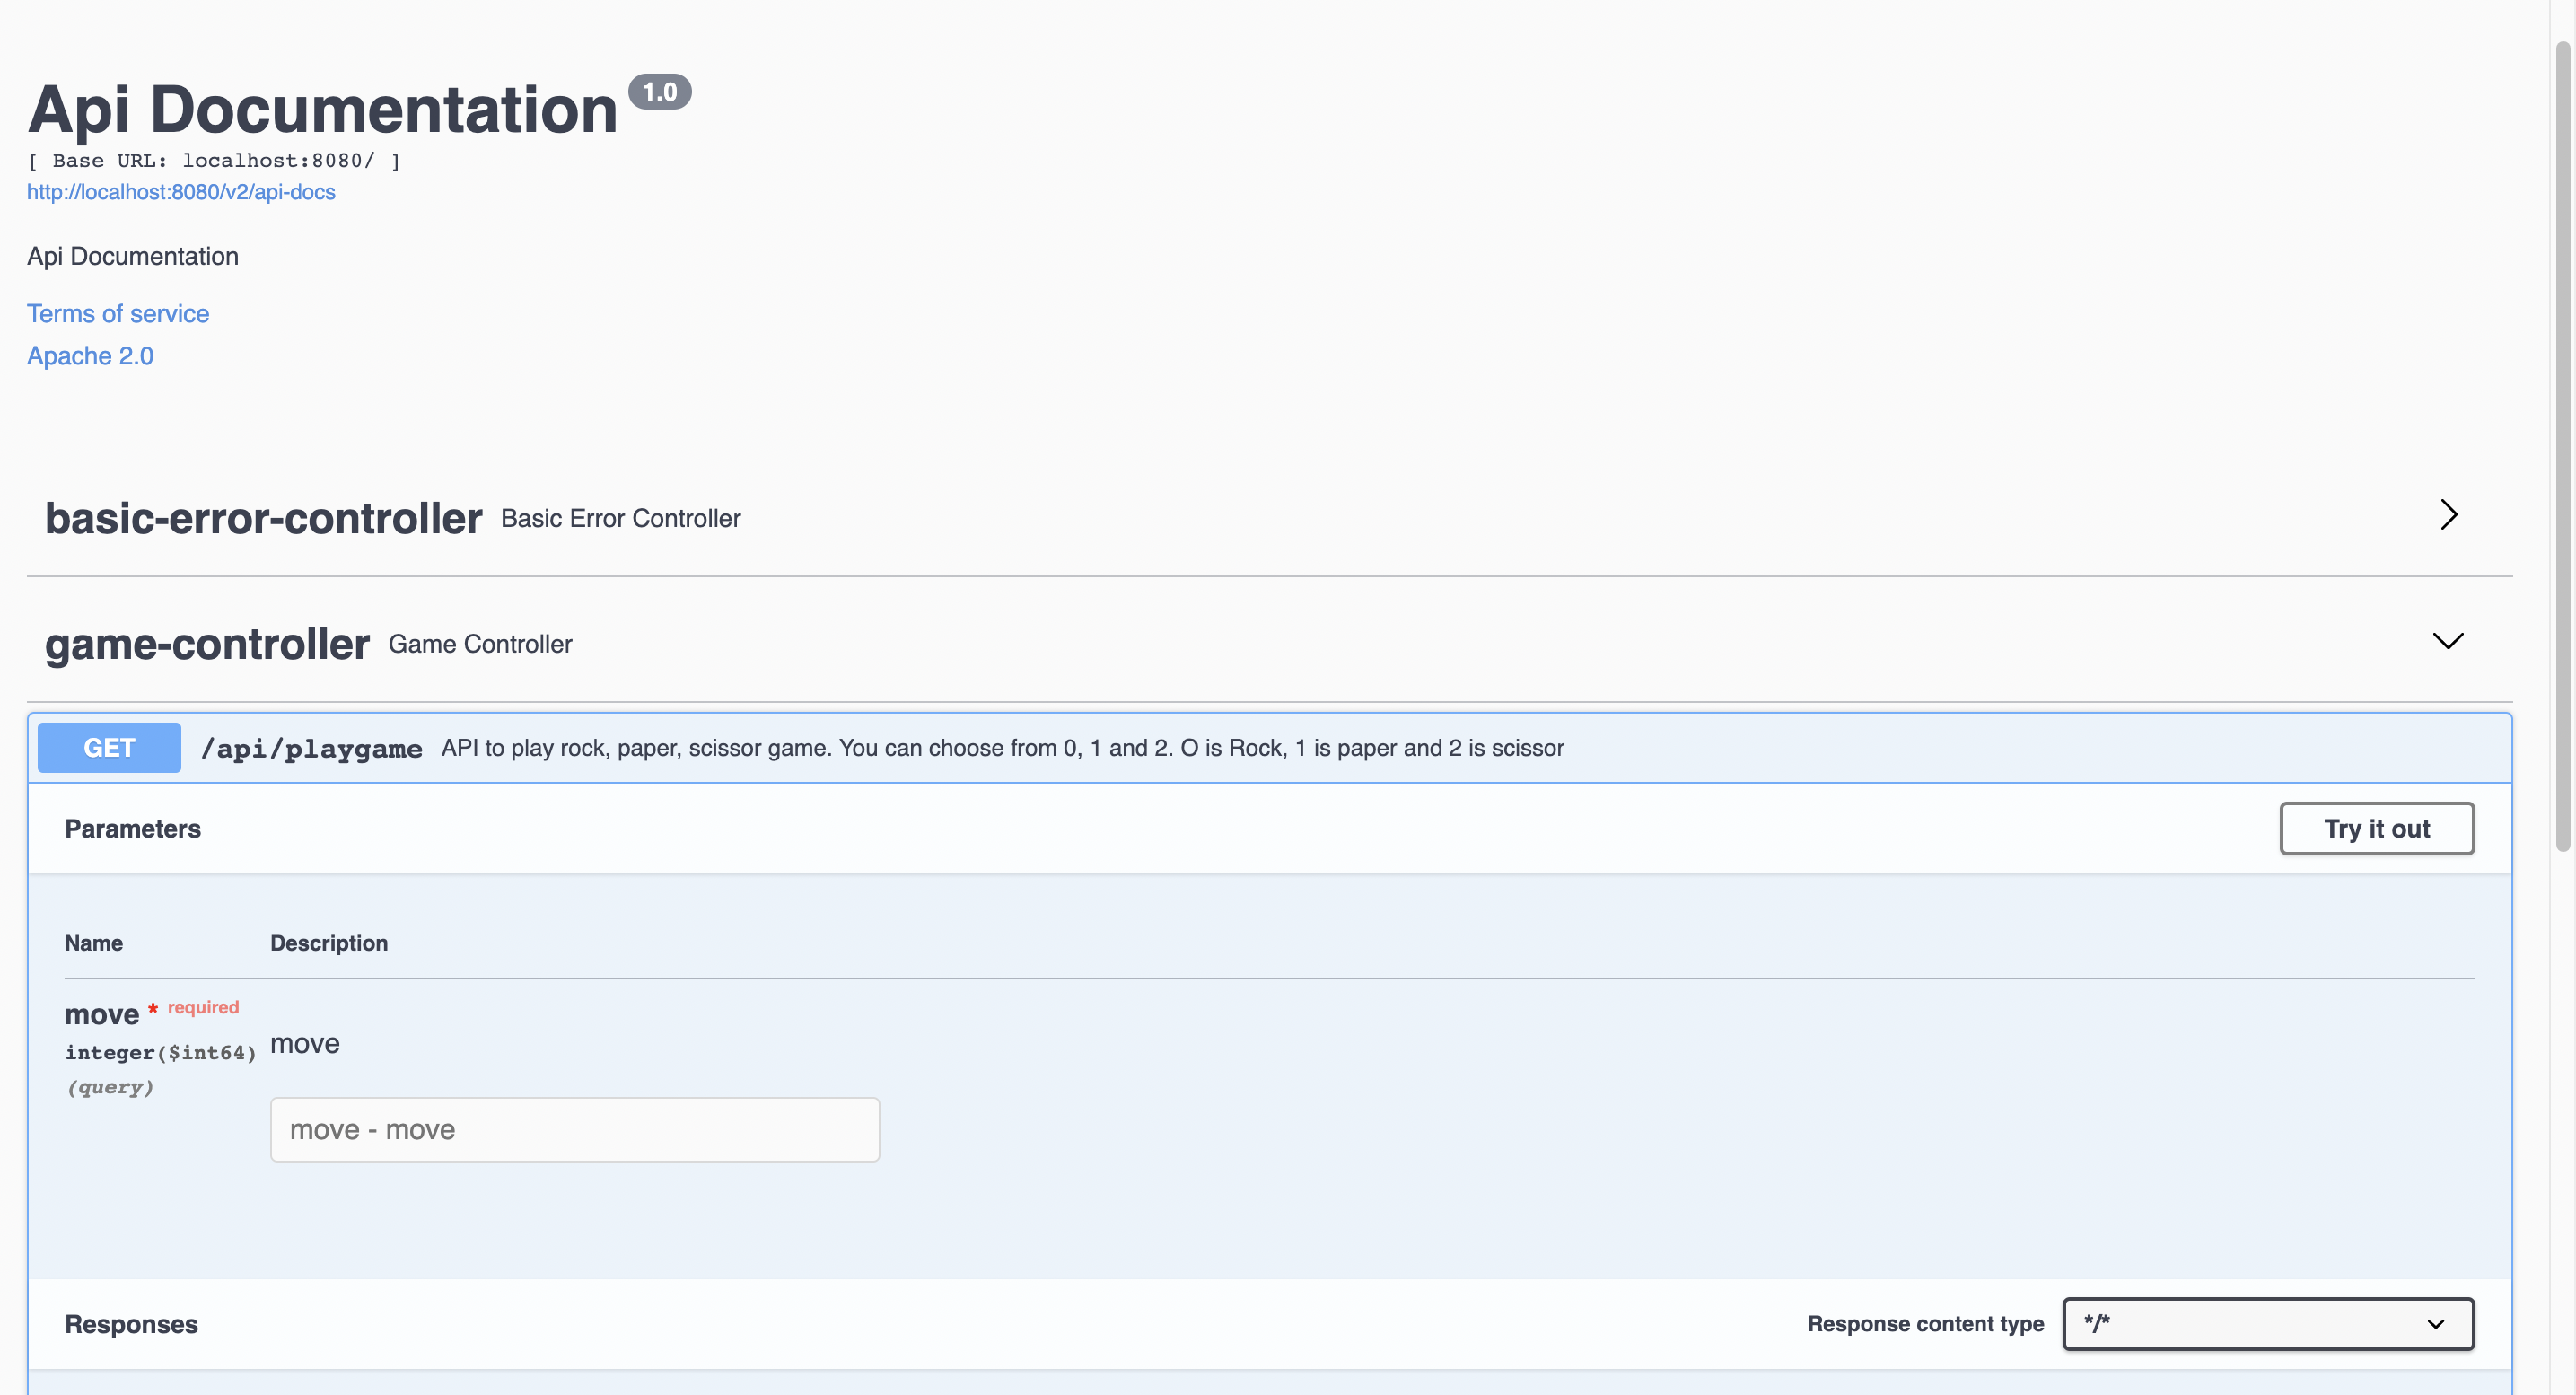 Api Documentation 1.0
[ Base URL: localhost:8080/ ]
http://localhost:8080/v2/api-docs
Api Documentation
Terms of service
Apache 2.0
basic-error-controller Basic Error Controller
game-controller Game Controller
GET /api/playgame API to play rock, paper, scissor game. You can choose from 0, 1 and 2. O is Rock, 1 is paper and 2 is scissor
Parameters Try it out
Name Description
move * required
integer($int64) move
(query)
move - move
Responses Response content type */*